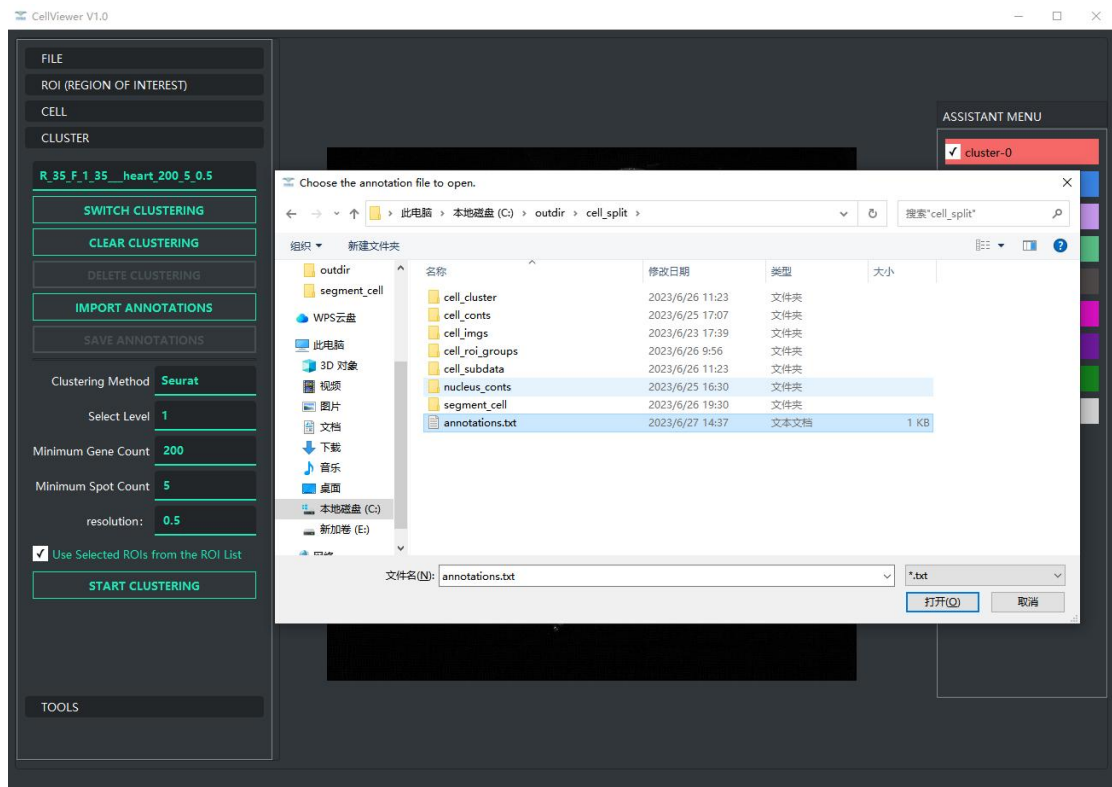 CellViewer V1.0
FILE
ROI (REGION OF INTEREST)
CELL
CLUSTER
R_35_F_1_35___heart_200_5_0.5
SWITCH CLUSTERING
CLEAR CLUSTERING
DELETE CLUSTERING
IMPORT ANNOTATIONS
SAVE ANNOTATIONS
Clustering Method Seurat
Select Level 1
Minimum Gene Count 200
Minimum Spot Count 5
resolution: 0.5
Use Selected ROIs from the ROI List
START CLUSTERING
TOOLS
Choose the annotation file to open.
此电脑 › 本地磁盘 (C:) › outdir › cell_split ›
搜索"cell_split"
组织 新建文件夹
outdir
segment_cell
WPS云盘
此电脑
3D 对象
视频
图片
文档
下载
音乐
桌面
本地磁盘 (C:)
新加卷 (E:)
名称 修改日期 类型 大小
cell_cluster 2023/6/26 11:23 文件夹
cell_conts 2023/6/25 17:07 文件夹
cell_imgs 2023/6/23 17:39 文件夹
cell_roi_groups 2023/6/26 9:56 文件夹
cell_subdata 2023/6/26 11:23 文件夹
nucleus_conts 2023/6/25 16:30 文件夹
segment_cell 2023/6/26 19:30 文件夹
annotations.txt 2023/6/27 14:37 文本文档 1 KB
文件名(N): annotations.txt
*.txt
打开(O) 取消
ASSISTANT MENU
cluster-0